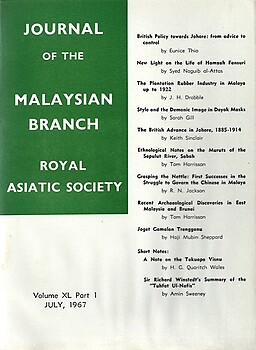 JOURNAL
OF THE
MALAYSIAN
BRANCH
ROYAL
ASIATIC SOCIETY
Volume XL Part 1
JULY, 1967
British Policy towards Johore: from advice to
control
by Eunice Thio
New Light on the Life of Hamzah Fansuri
by Syed Naguib al-Attas
The Plantation Rubber Industry in Malaya
up to 1922
by J. H. Drabble
Style and the Demonic Image in Dayak Masks
by Sarah Gill
The British Advance in Johore, 1885-1914
by Keith Sinclair
Ethnological Notes on the Muruts of the
Sapulut River, Sabah
by Tom Harrisson
Grasping the Nettle: First Successes in the
Struggle to Govern the Chinese in Malaya
by R. N. Jackson
Recent Archaeological Discoveries in East
Malaysia and Brunei
by Tom Harrisson
Joget Gamelan Trengganu
by Haji Mubin Sheppard
Short Notes:
A Note on the Takuapa Visnu
by H. G. Quaritch Wales
Sir Richard Winstedt's Summary of the
"Tuhfat Ul-Nafis"
by Amin Sweeney